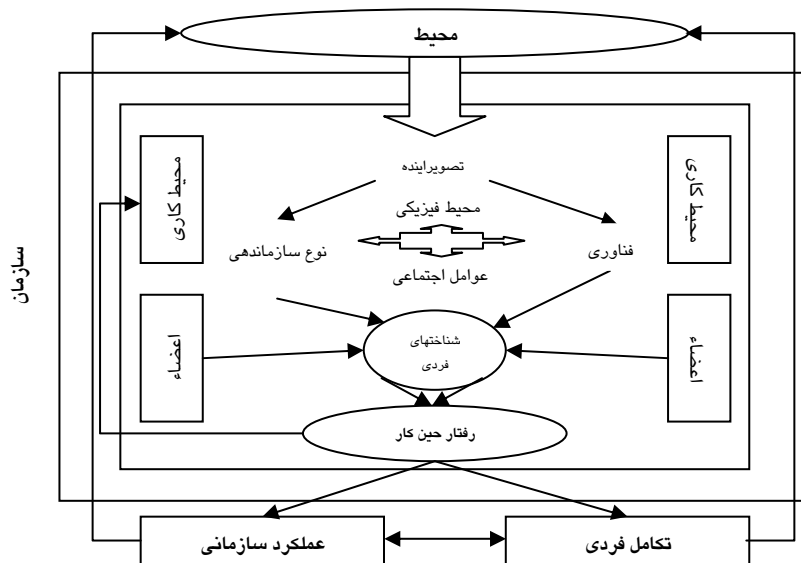 محیط
تصویراینده
محیط کاری
محیط کاری
محیط فیزیکی
فناوری
نوع سازماندهی
عوامل اجتماعی
سازمان
شناختهای
فردی
اعضاء
اعضاء
رفتار حین کار
تکامل فردی
عملکرد سازمانی